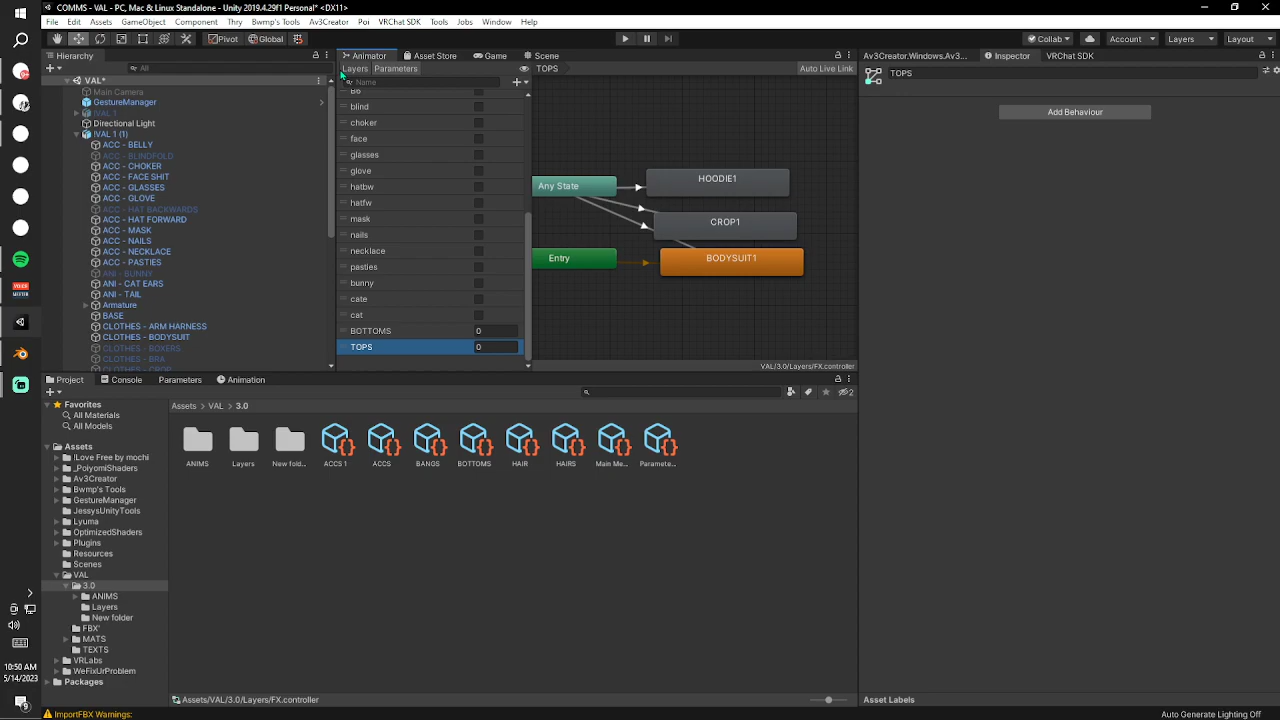 COMMS - VAL - PC, Mac & Linux Standalone - Unity 2019.4.29f1 Personal* <DX11>
File Edit Assets GameObject Component Thry Bwmp's Tools Av3Creator Poi VRChat SDK Tools Jobs Window Help
Pivot Global Collab Account Layers Layout
Hierarchy
All
VAL*
Main Camera
GestureManager
!VAL 1
Directional Light
!VAL 1 (1)
ACC - BELLY
ACC - BLINDFOLD
ACC - CHOKER
ACC - FACE SHIT
ACC - GLASSES
ACC - GLOVE
ACC - HAT BACKWARDS
ACC - HAT FORWARD
ACC - MASK
ACC - NAILS
ACC - NECKLACE
ACC - PASTIES
ANI - BUNNY
ANI - CAT EARS
ANI - TAIL
Armature
BASE
CLOTHES - ARM HARNESS
CLOTHES - BODYSUIT
CLOTHES - BOXERS
CLOTHES - BRA
CLOTHES - CROP
Animator Asset Store Game Scene
Layers Parameters TOPS Auto Live Link
Name
B6
blind
choker
face
glasses
glove
hatbw
hatfw
mask
nails
necklace
pasties
bunny
cate
cat
BOTTOMS 0
TOPS 0
Any State
HOODIE1
CROP1
Entry
BODYSUIT1
VAL/3.0/Layers/FX.controller
Av3Creator.Windows.Av3... Inspector VRChat SDK
TOPS
Add Behaviour
Project Console Parameters Animation
2
Favorites
All Materials
All Models
Assets
!Love Free by mochi
_PoiyomiShaders
Av3Creator
Bwmp's Tools
GestureManager
JessysUnityTools
Lyuma
OptimizedShaders
Plugins
Resources
Scenes
VAL
3.0
ANIMS
Layers
New folder
FBX'
MATS
TEXTS
VRLabs
WeFixUrProblem
Packages
Assets > VAL > 3.0
ANIMS Layers New fold... ACCS 1 ACCS BANGS BOTTOMS HAIR HAIRS Main Me... Paramete...
Assets/VAL/3.0/Layers/FX.controller
Asset Labels
ImportFBX Warnings:
Auto Generate Lighting Off
10:50 AM
5/14/2023